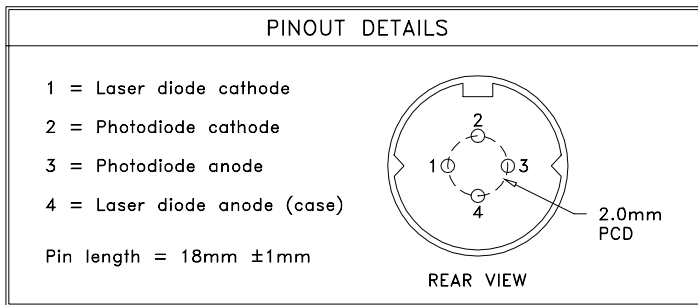 PINOUT DETAILS
1 = Laser diode cathode
2 = Photodiode cathode
3 = Photodiode anode
4 = Laser diode anode (case)
Pin length = 18mm ±1mm
2
1
3
4
2.0mm
PCD
REAR VIEW